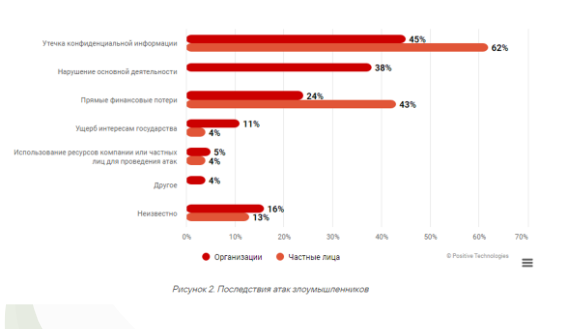 Утечка конфиденциальной информации
45%
62%
Нарушение основной деятельности
38%
Прямые финансовые потери
24%
43%
Ущерб интересам государства
11%
4%
Использование ресурсов компании или частных
лиц для проведения атак
5%
4%
Другое
4%
Неизвестно
16%
13%
0% 10% 20% 30% 40% 50% 60% 70%
Организации Частные лица
© Positive Technologies
Рисунок 2. Последствия атак злоумышленников